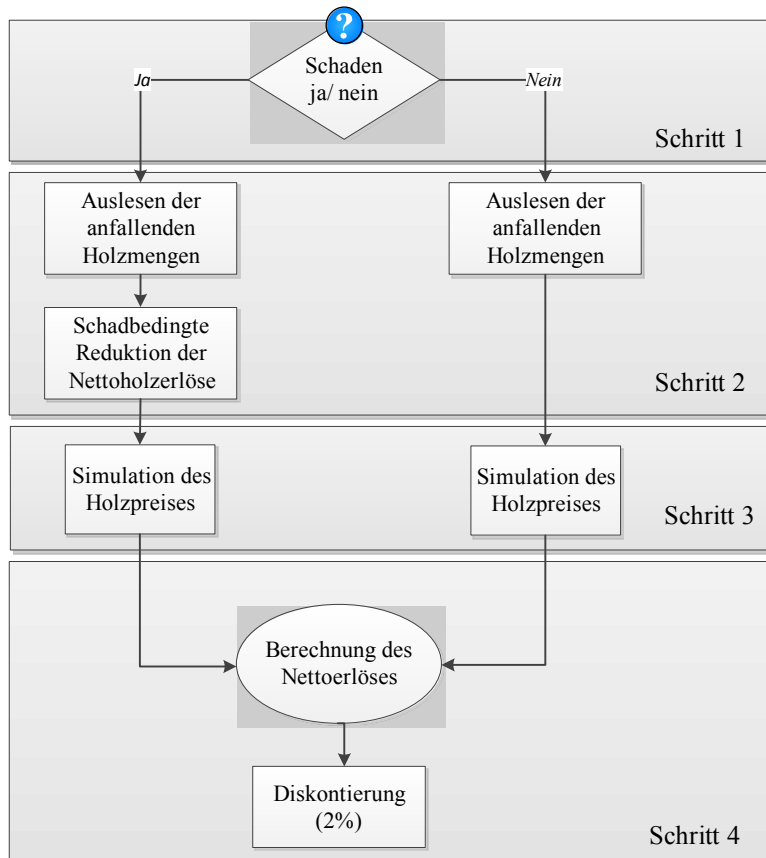 ?
Schaden
ja/ nein
Ja
Nein
Schritt 1
Auslesen der
anfallenden
Holzmengen
Auslesen der
anfallenden
Holzmengen
Schadbedingte
Reduktion der
Nettoholzerlöse
Schritt 2
Simulation des
Holzpreises
Simulation des
Holzpreises
Schritt 3
Berechnung des
Nettoerlöses
Diskontierung
(2%)
Schritt 4